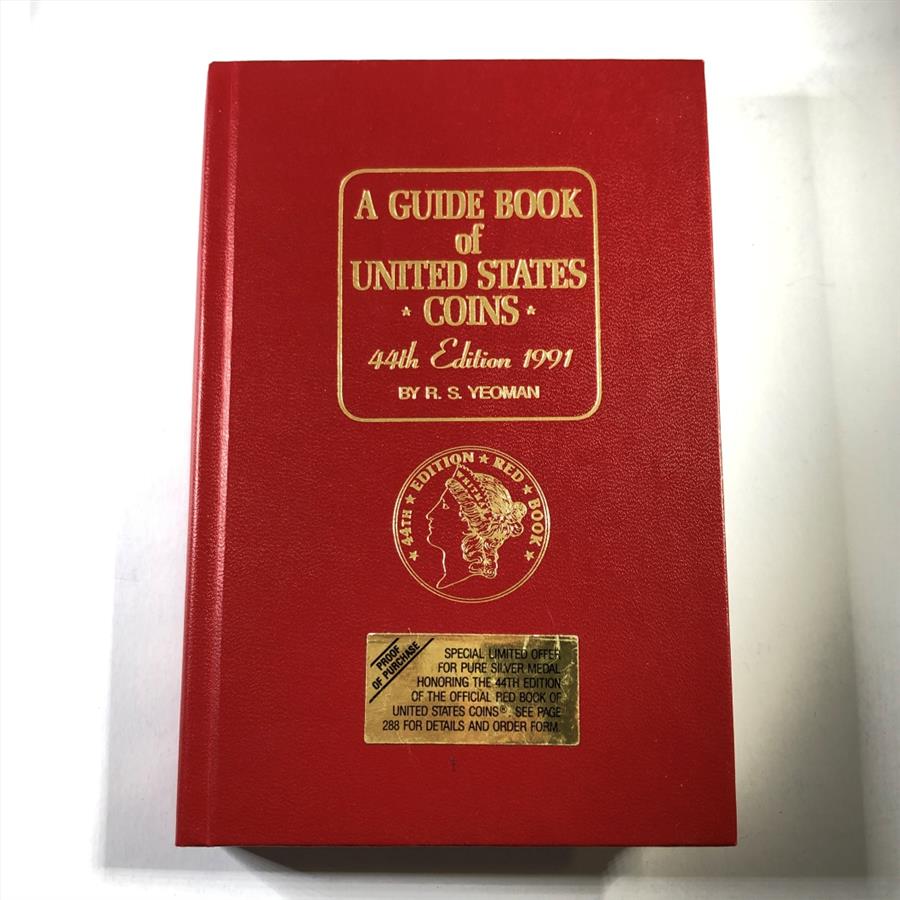 A GUIDE BOOK
of
UNITED STATES
★ COINS ★
44th Edition 1991
BY R. S. YEOMAN
★ 44TH ★ EDITION ★ RED ★ BOOK ★
PROOF
OF PURCHASE
SPECIAL LIMITED OFFER
FOR PURE SILVER MEDAL
HONORING THE 44TH EDITION
OF THE OFFICIAL RED BOOK OF
UNITED STATES COINS®. SEE PAGE
288 FOR DETAILS AND ORDER FORM.